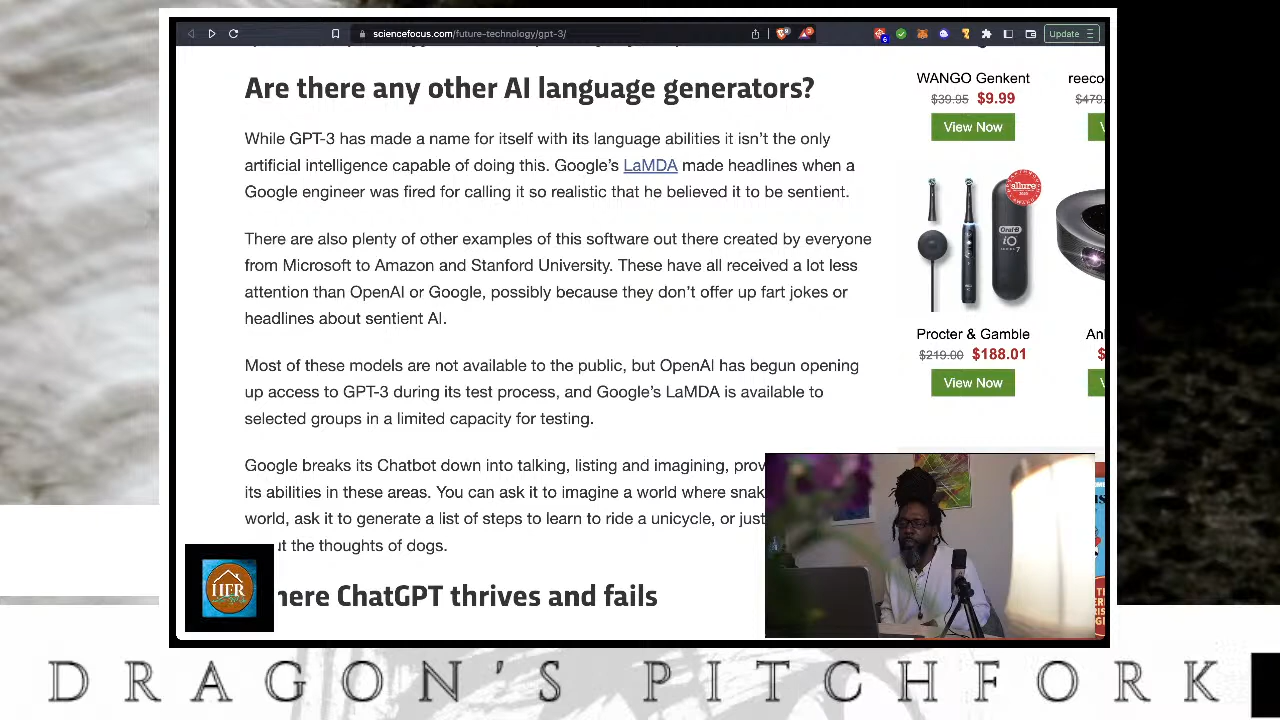 sciencefocus.com/future-technology/gpt-3/
6
Update
Are there any other AI language generators?
While GPT-3 has made a name for itself with its language abilities it isn't the only
artificial intelligence capable of doing this. Google's LaMDA made headlines when a
Google engineer was fired for calling it so realistic that he believed it to be sentient.
There are also plenty of other examples of this software out there created by everyone
from Microsoft to Amazon and Stanford University. These have all received a lot less
attention than OpenAI or Google, possibly because they don't offer up fart jokes or
headlines about sentient AI.
Most of these models are not available to the public, but OpenAI has begun opening
up access to GPT-3 during its test process, and Google's LaMDA is available to
selected groups in a limited capacity for testing.
Google breaks its Chatbot down into talking, listing and imagining, prov
its abilities in these areas. You can ask it to imagine a world where snak
world, ask it to generate a list of steps to learn to ride a unicycle, or just
ut the thoughts of dogs.
here ChatGPT thrives and fails
WANGO Genkent
$39.95 $9.99
View Now
reeco
$479.
V
allure
Oral-B
iO
SERIES 7
Procter & Gamble
$219.00 $188.01
View Now
An
$
V
HFR
DRAGON'S PITCHFORK